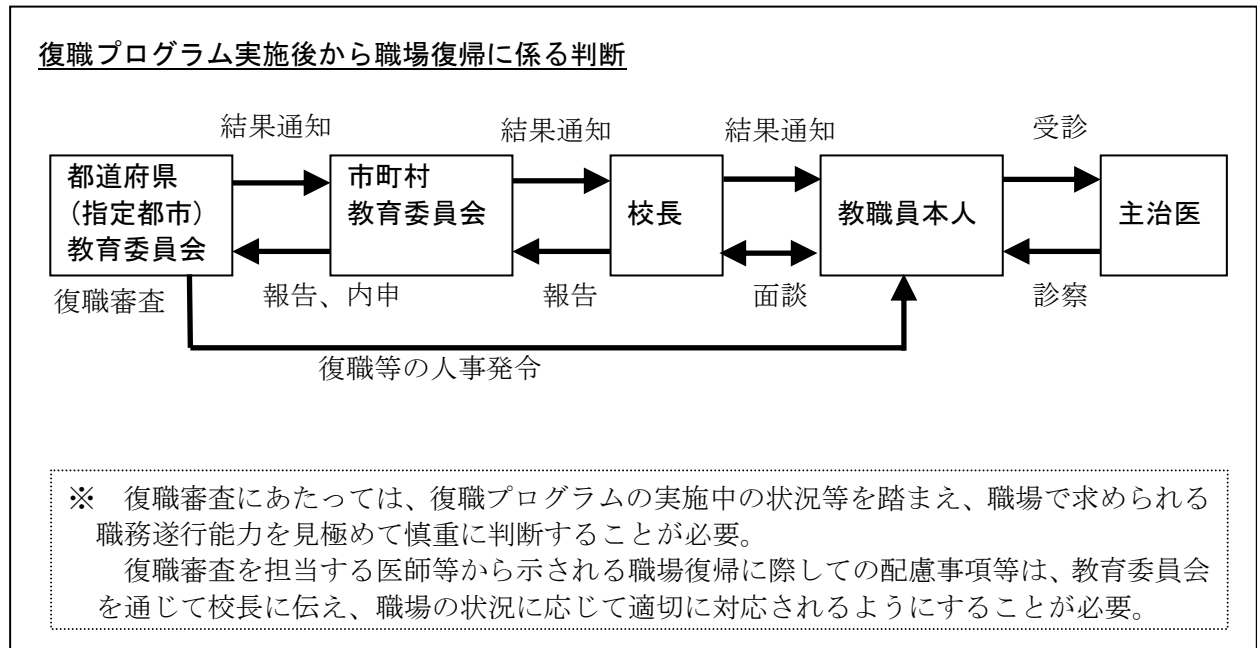 復職プログラム実施後から職場復帰に係る判断
結果通知
結果通知
結果通知
受診
都道府県
(指定都市)
教育委員会
市町村
教育委員会
校長
教職員本人
主治医
復職審査
報告、内申
報告
面談
診察
復職等の人事発令
※ 復職審査にあたっては、復職プログラムの実施中の状況等を踏まえ、職場で求められる
職務遂行能力を見極めて慎重に判断することが必要。
復職審査を担当する医師等から示される職場復帰に際しての配慮事項等は、教育委員会
を通じて校長に伝え、職場の状況に応じて適切に対応されるようにすることが必要。